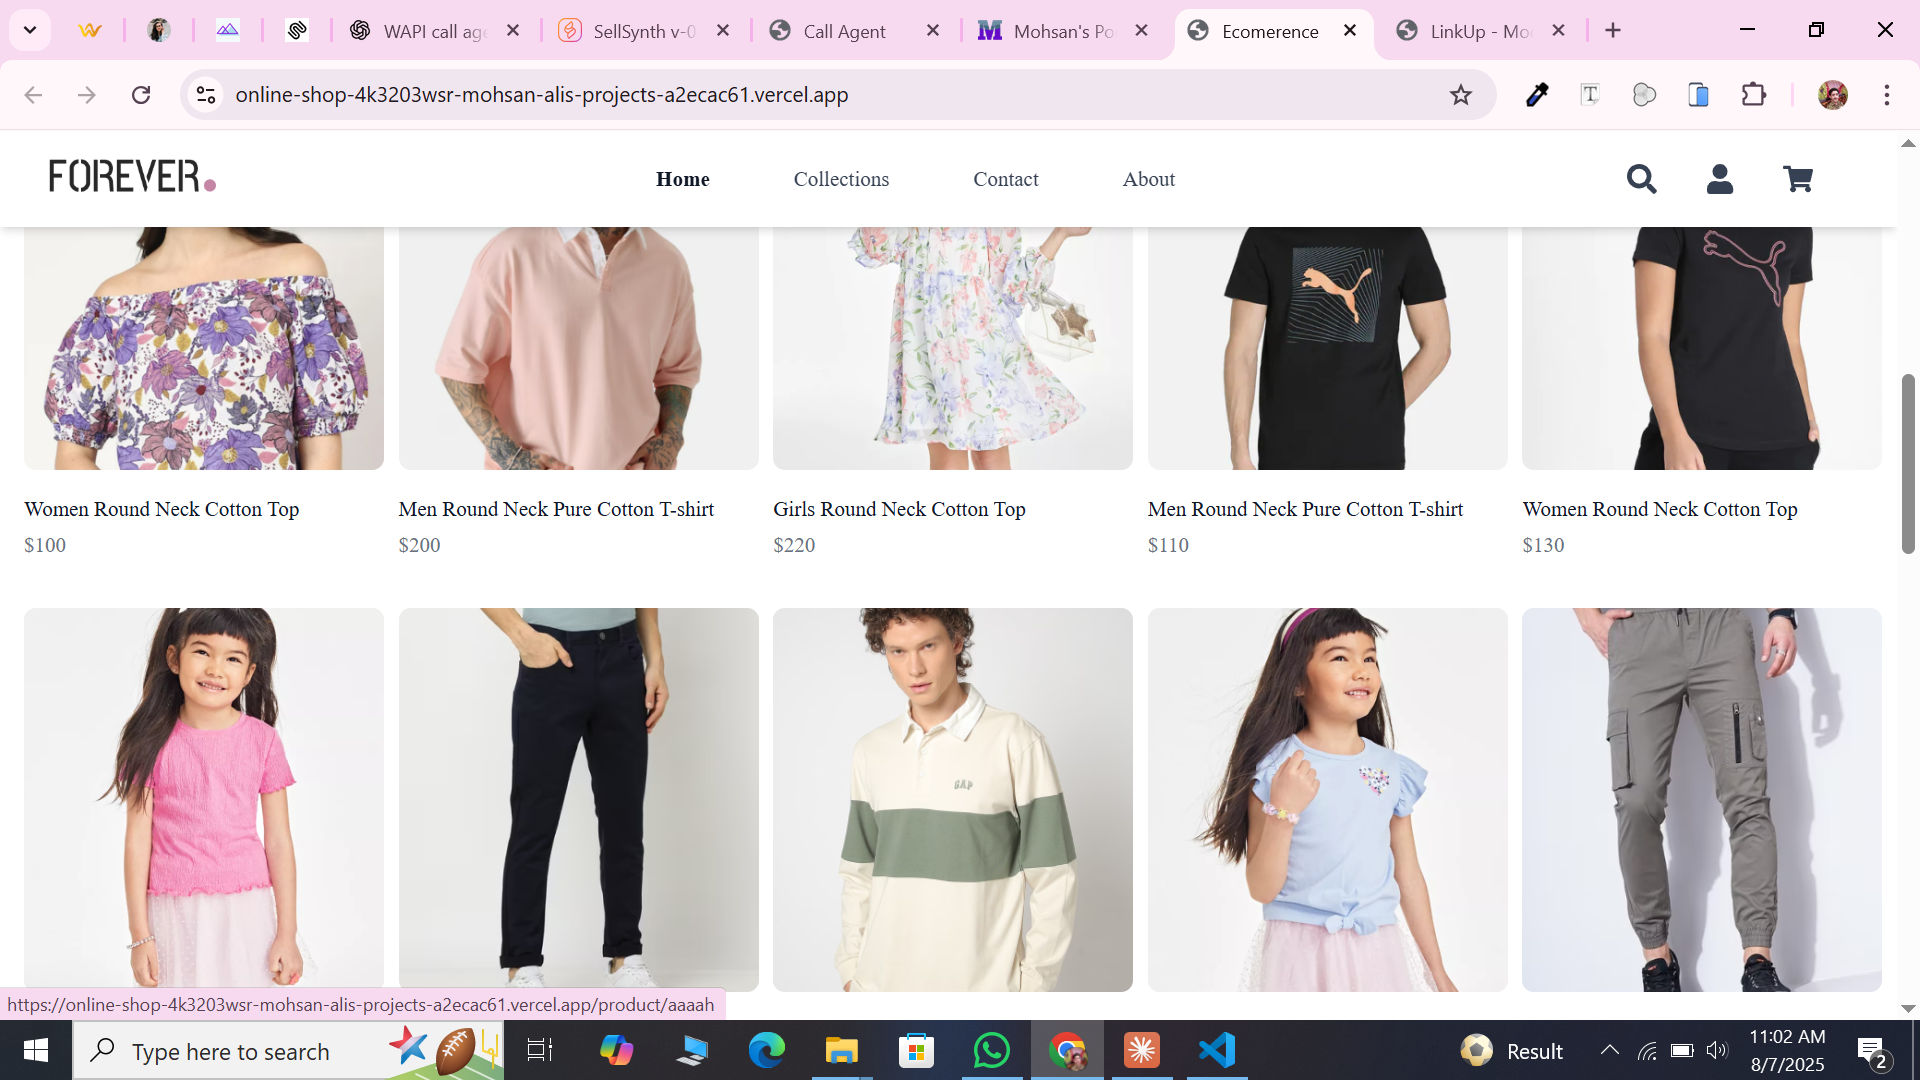 WAPI call age
SellSynth v-0
Call Agent
Mohsan's Po
Ecomerence
LinkUp - Moc
online-shop-4k3203wsr-mohsan-alis-projects-a2ecac61.vercel.app
FOREVER.
Home
Collections
Contact
About
Women Round Neck Cotton Top
$100
Men Round Neck Pure Cotton T-shirt
$200
Girls Round Neck Cotton Top
$220
Men Round Neck Pure Cotton T-shirt
$110
Women Round Neck Cotton Top
$130
GAP
https://online-shop-4k3203wsr-mohsan-alis-projects-a2ecac61.vercel.app/product/aaaah
Type here to search
Result
11:02 AM
8/7/2025
2